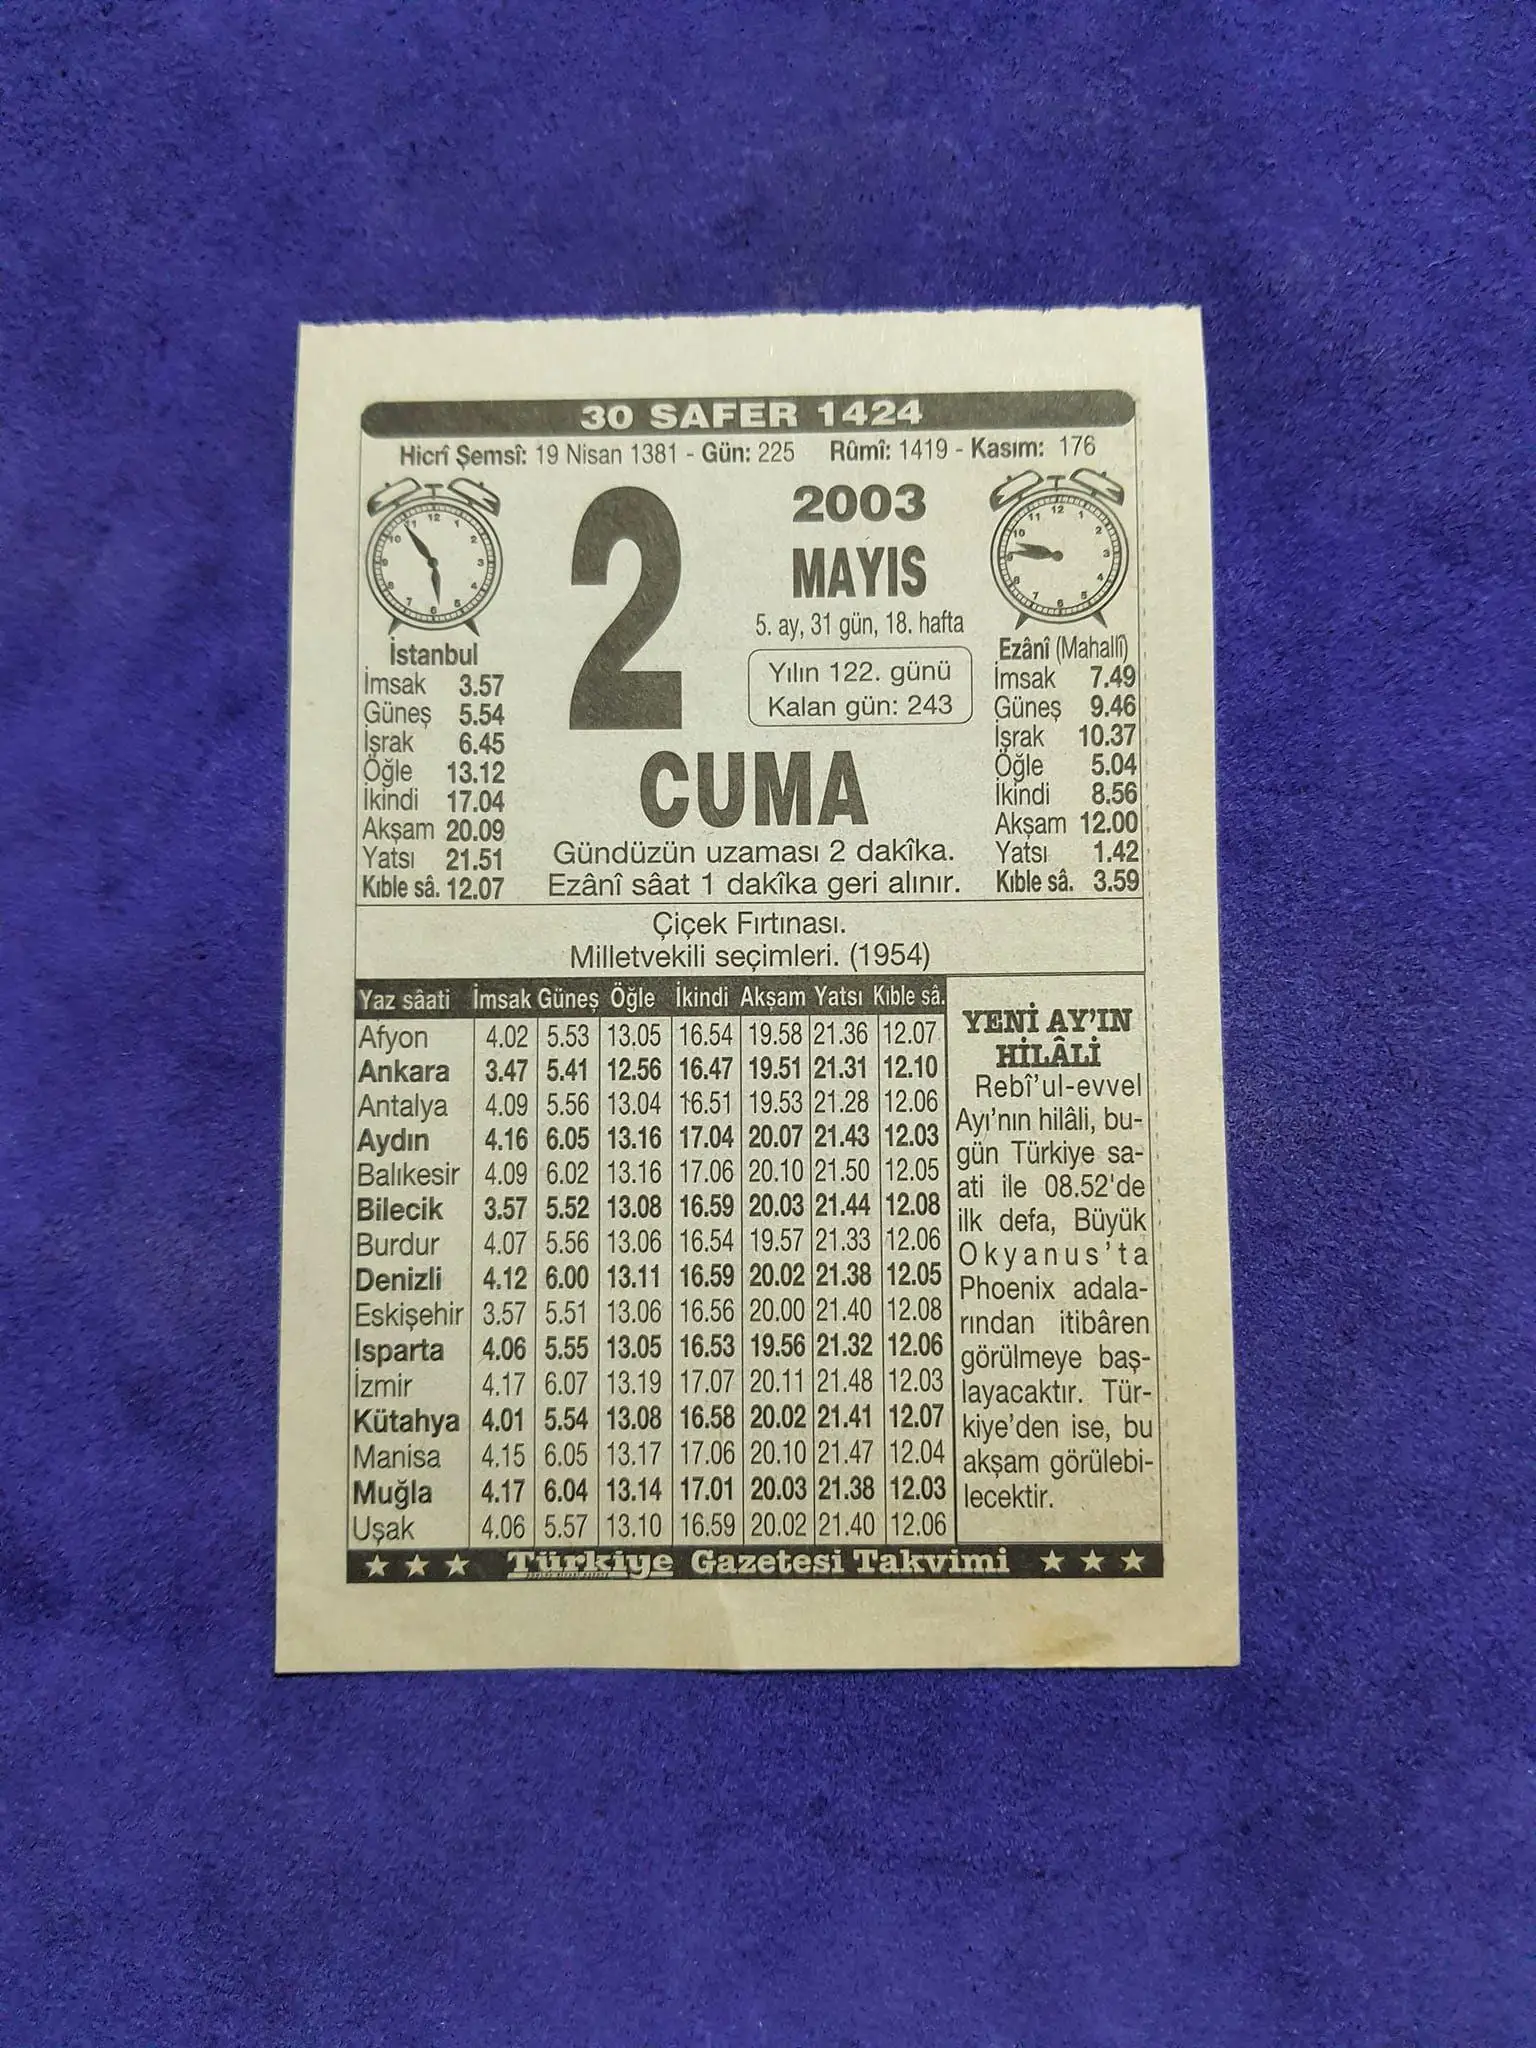 30 SAFER 1424
Hicrî Şemsî: 19 Nisan 1381 - Gün: 225 Rûmî: 1419 - Kasım: 176
İstanbul
İmsak 3.57
Güneş 5.54
İşrak 6.45
Öğle 13.12
İkindi 17.04
Akşam 20.09
Yatsı 21.51
Kıble sâ. 12.07
2
2003
MAYIS
5. ay, 31 gün, 18. hafta
Yılın 122. günü
Kalan gün: 243
CUMA
Gündüzün uzaması 2 dakîka.
Ezânî sâat 1 dakîka geri alınır.
Ezânî (Mahallî)
İmsak 7.49
Güneş 9.46
İşrak 10.37
Öğle 5.04
İkindi 8.56
Akşam 12.00
Yatsı 1.42
Kıble sâ. 3.59
Çiçek Fırtınası.
Milletvekili seçimleri. (1954)
Yaz sâati İmsak Güneş Öğle İkindi Akşam Yatsı Kıble sâ.
Afyon 4.02 5.53 13.05 16.54 19.58 21.36 12.07
Ankara 3.47 5.41 12.56 16.47 19.51 21.31 12.10
Antalya 4.09 5.56 13.04 16.51 19.53 21.28 12.06
Aydın 4.16 6.05 13.16 17.04 20.07 21.43 12.03
Balıkesir 4.09 6.02 13.16 17.06 20.10 21.50 12.05
Bilecik 3.57 5.52 13.08 16.59 20.03 21.44 12.08
Burdur 4.07 5.56 13.06 16.54 19.57 21.33 12.06
Denizli 4.12 6.00 13.11 16.59 20.02 21.38 12.05
Eskişehir 3.57 5.51 13.06 16.56 20.00 21.40 12.08
Isparta 4.06 5.55 13.05 16.53 19.56 21.32 12.06
İzmir 4.17 6.07 13.19 17.07 20.11 21.48 12.03
Kütahya 4.01 5.54 13.08 16.58 20.02 21.41 12.07
Manisa 4.15 6.05 13.17 17.06 20.10 21.47 12.04
Muğla 4.17 6.04 13.14 17.01 20.03 21.38 12.03
Uşak 4.06 5.57 13.10 16.59 20.02 21.40 12.06
YENİ AY'IN
HİLÂLİ
Rebî'ul-evvel
Ayı'nın hilâli, bu-
gün Türkiye sa-
ati ile 08.52'de
ilk defa, Büyük
Okyanus'ta
Phoenix adala-
rından itibâren
görülmeye baş-
layacaktır. Tür-
kiye'den ise, bu
akşam görülebi-
lecektir.
Türkiye Gazetesi Takvimi